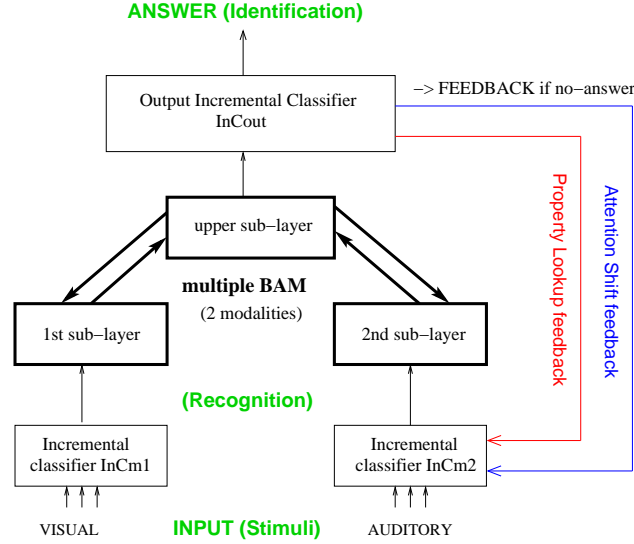 ANSWER (Identification)
Output Incremental Classifier
InCout
−> FEEDBACK if no−answer
Property Lookup feedback
Attention Shift feedback
upper sub−layer
multiple BAM
(2 modalities)
1st sub−layer
2nd sub−layer
(Recognition)
Incremental
classifier InCm1
Incremental
classifier InCm2
VISUAL
INPUT (Stimuli)
AUDITORY